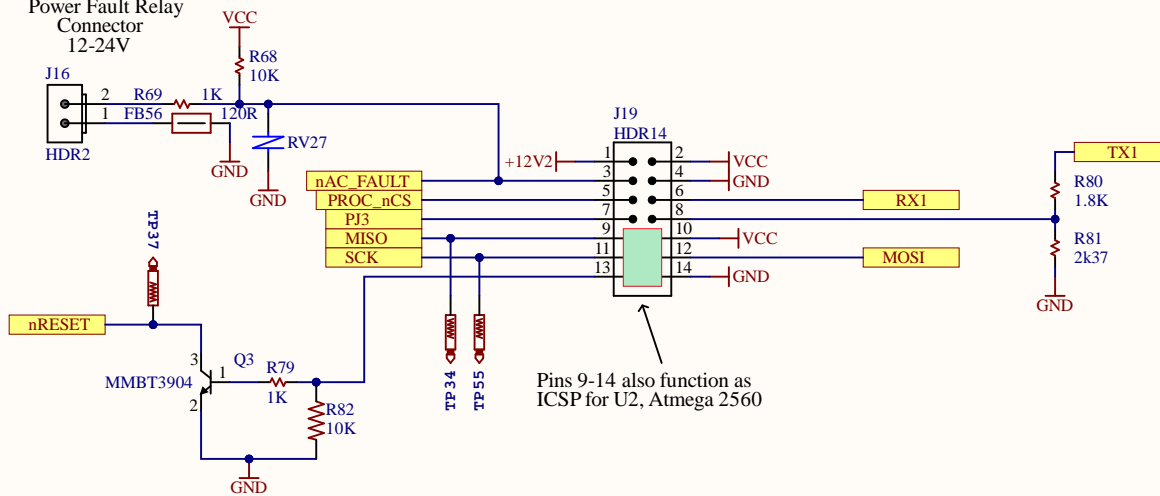 Power Fault Relay
Connector
12-24V
VCC
R68
10K
J16
2
R69
1K
1
FB56
120R
HDR2
GND
RV27
GND
J19
HDR14
+12V2
1
2
VCC
nAC_FAULT
3
4
GND
PROC_nCS
5
6
RX1
PJ3
7
8
MISO
9
10
VCC
SCK
11
12
MOSI
13
14
GND
TX1
R80
1.8K
R81
2k37
GND
TP37
nRESET
3
Q3
MMBT3904
1
2
R79
1K
R82
10K
GND
TP34
TP55
Pins 9-14 also function as
ICSP for U2, Atmega 2560